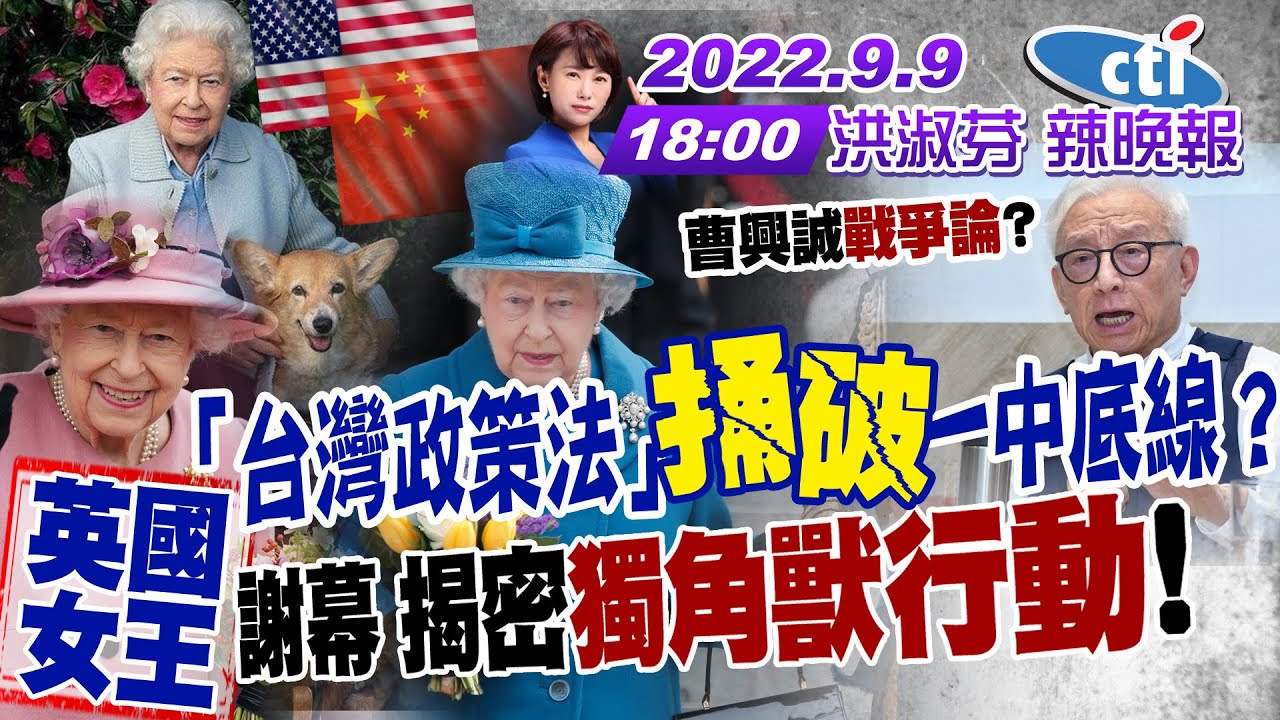 2022.9.9
cti
18:00 洪淑芬 辣晚報
曹興誠戰爭論?
「台灣政策法」捅破一中底線?
英國
女王
謝幕 揭密獨角獸行動!